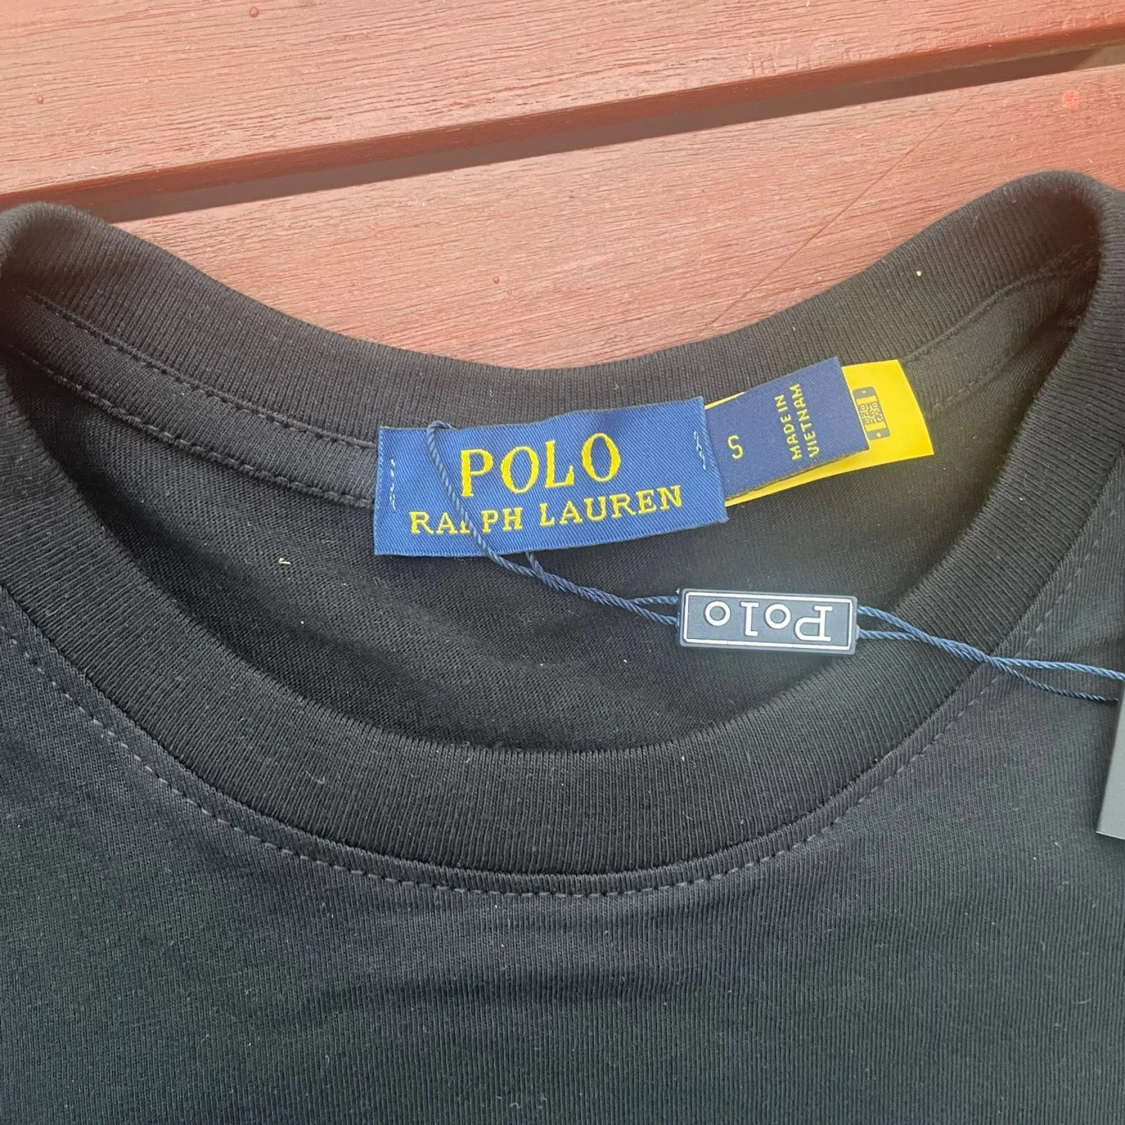 POLO
RALPH LAUREN
S
MADE IN
VIETNAM
Polo